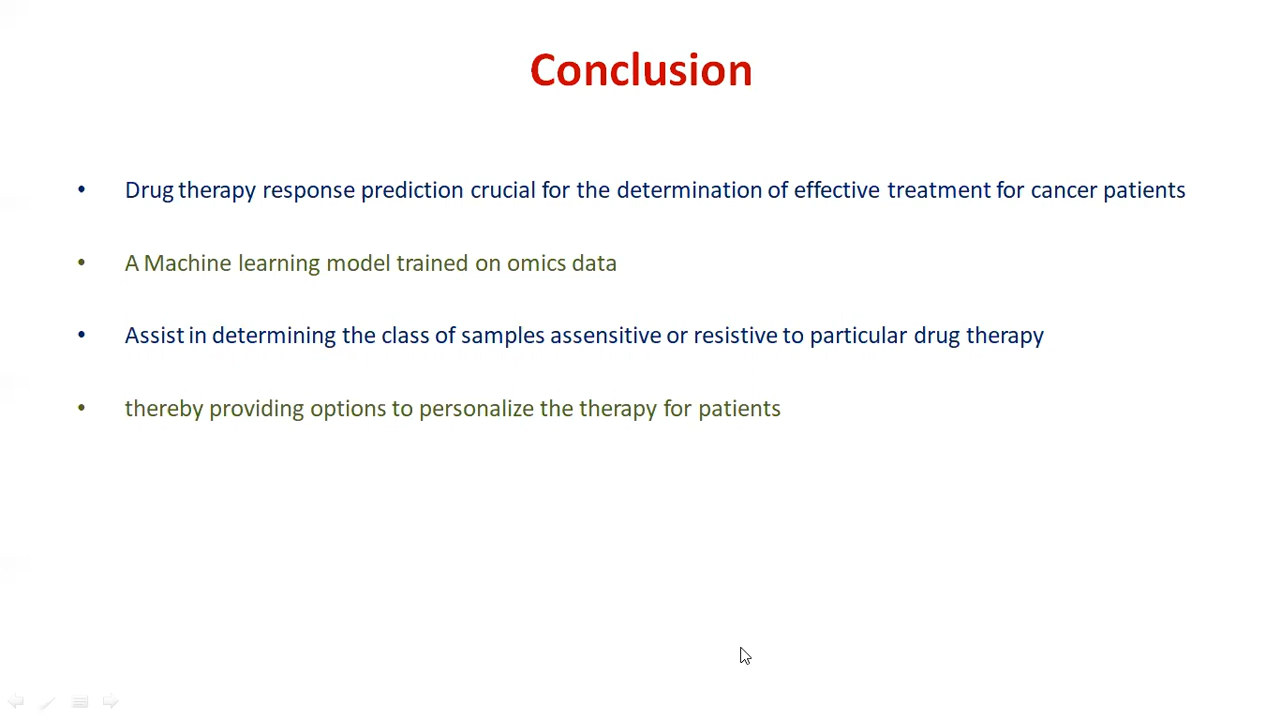 Conclusion
• Drug therapy response prediction crucial for the determination of effective treatment for cancer patients
• A Machine learning model trained on omics data
• Assist in determining the class of samples assensitive or resistive to particular drug therapy
• thereby providing options to personalize the therapy for patients